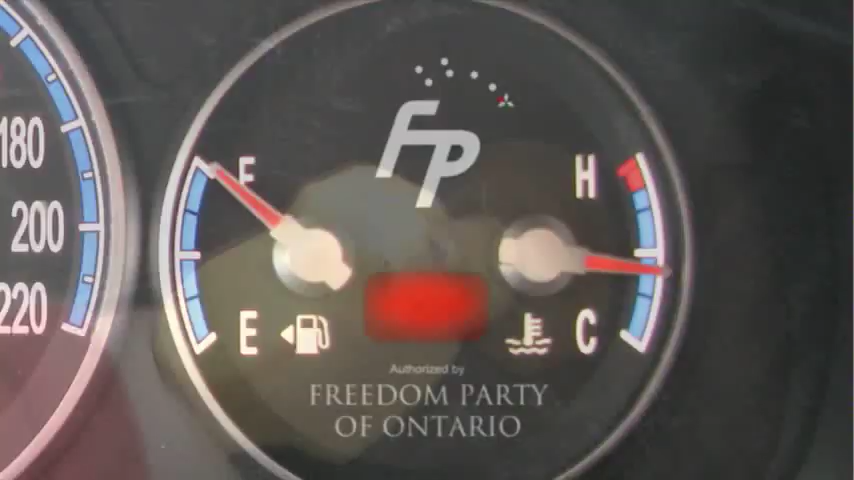 FP
F
H
180
200
220
E
C
Authorized by
FREEDOM PARTY
OF ONTARIO